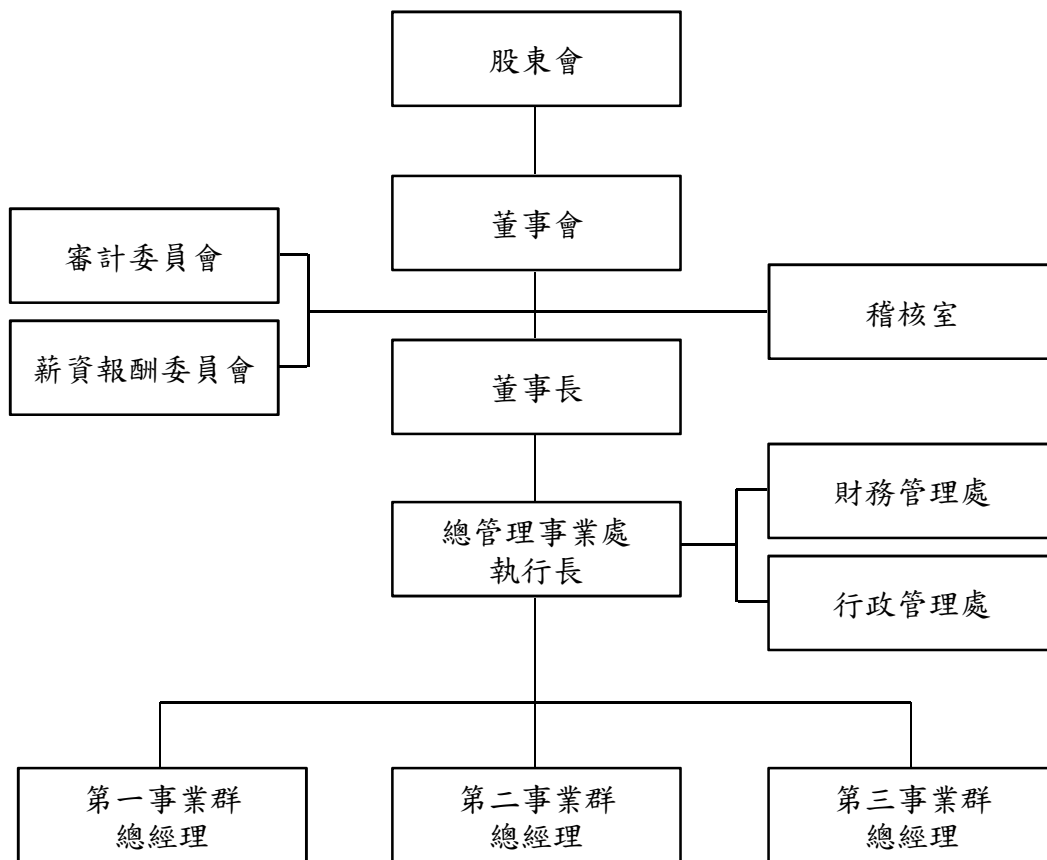 股東會
董事會
審計委員會
稽核室
薪資報酬委員會
董事長
財務管理處
總管理事業處
執行長
行政管理處
第一事業群
總經理
第二事業群
總經理
第三事業群
總經理